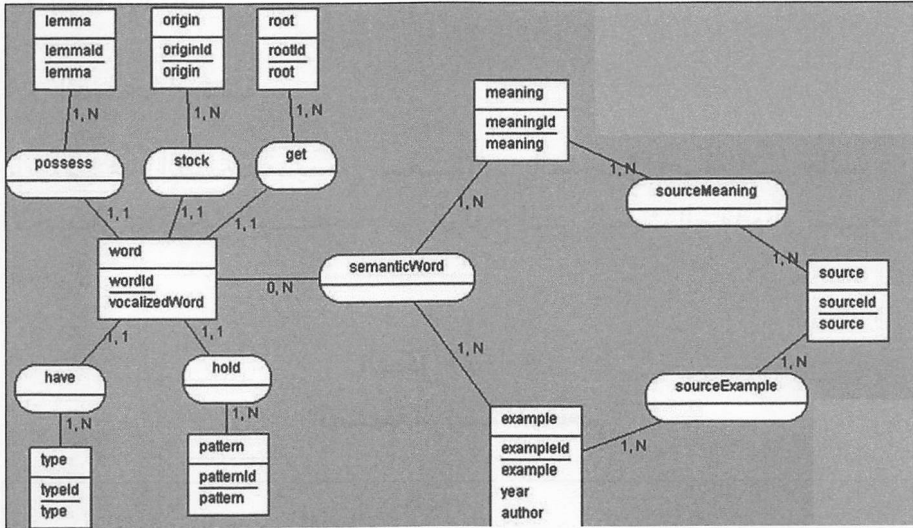 lemma
lemmaId
lemma
origin
originId
origin
root
rootId
root
1, N
1, N
1, N
possess
stock
get
1, 1
1, 1
1, 1
meaning
meaningId
meaning
1, N
sourceMeaning
1, N
word
wordId
vocalizedWord
0, N
semanticWord
1, N
source
sourceId
source
1, 1
1, 1
1, N
1, N
have
hold
sourceExample
1, N
1, N
1, N
type
typeId
type
pattern
patternId
pattern
example
exampleId
example
year
author